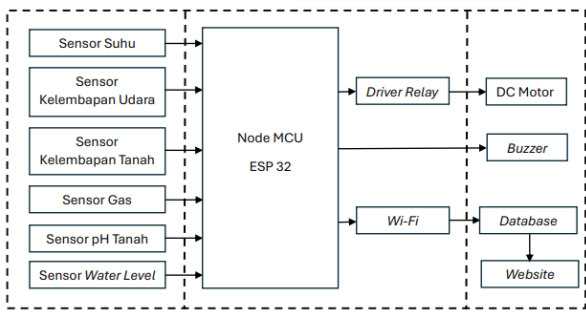 Sensor Suhu
Sensor
Kelembapan Udara
Sensor
Kelembapan Tanah
Sensor Gas
Sensor pH Tanah
Sensor Water Level
Node MCU
ESP 32
Driver Relay
Wi-Fi
DC Motor
Buzzer
Database
Website